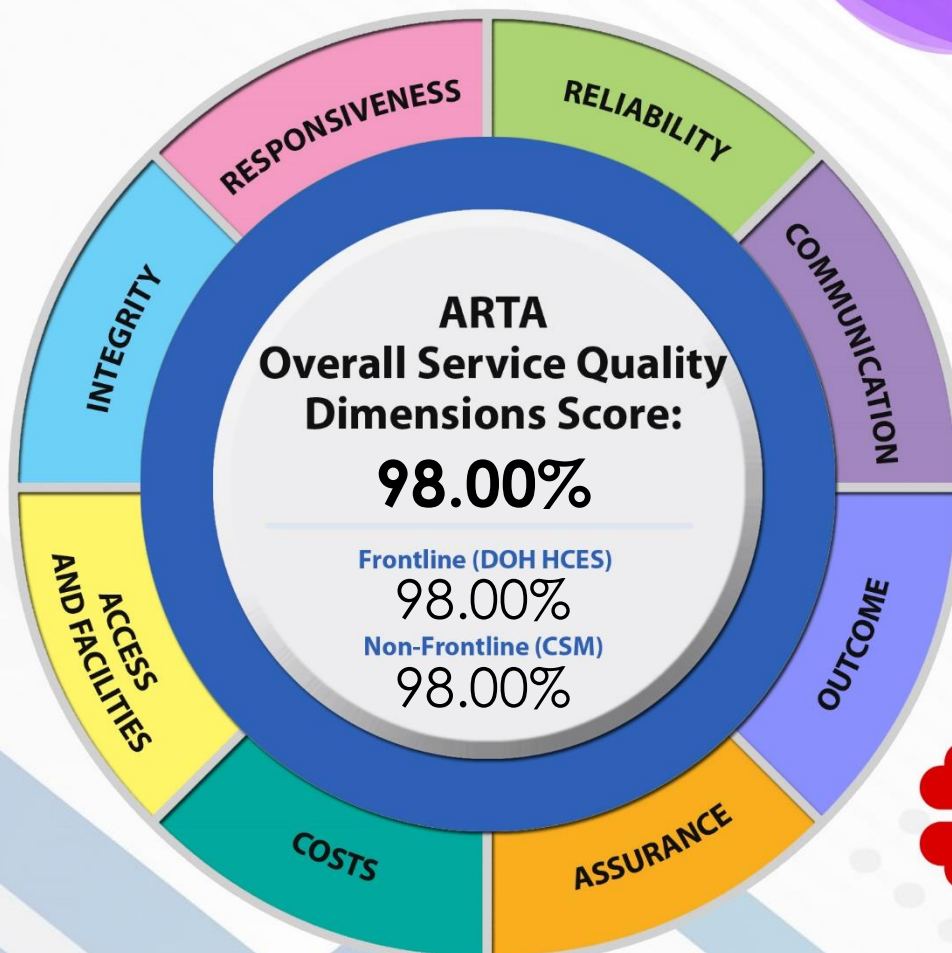 RESPONSIVENESS
RELIABILITY
COMMUNICATION
OUTCOME
ASSURANCE
COSTS
ACCESS
AND FACILITIES
INTEGRITY
ARTA
Overall Service Quality
Dimensions Score:
98.00%
Frontline (DOH HCES)
98.00%
Non-Frontline (CSM)
98.00%